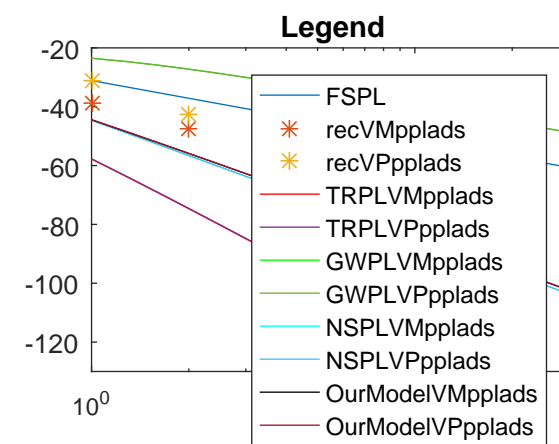 Legend
-20
-40
-60
-80
-100
-120
10^0
FSPL
recVMpplads
recVPpplads
TRPLVMpplads
TRPLVPpplads
GWPLVMpplads
GWPLVPpplads
NSPLVMpplads
NSPLVPpplads
OurModelVMpplads
OurModelVPpplads